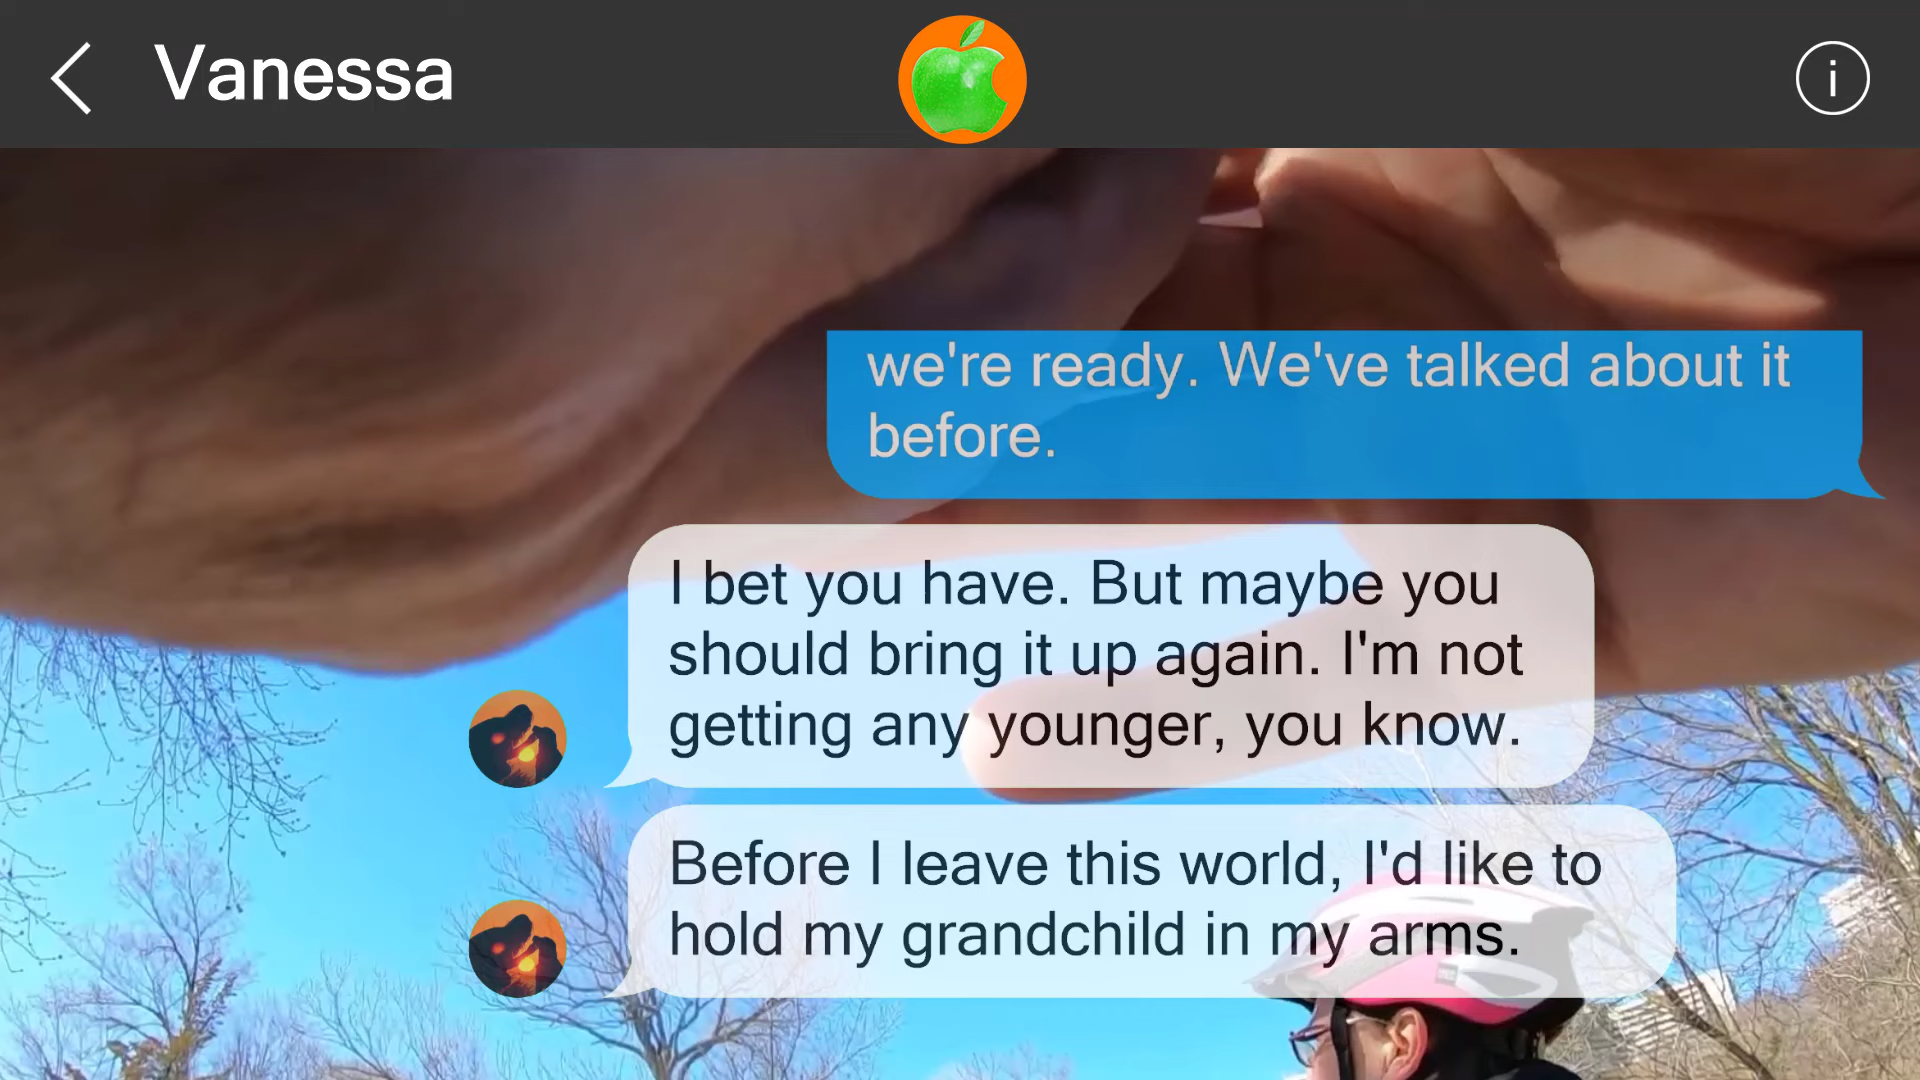 Vanessa
we're ready. We've talked about it
before.
I bet you have. But maybe you
should bring it up again. I'm not
getting any younger, you know.
Before I leave this world, I'd like to
hold my grandchild in my arms.